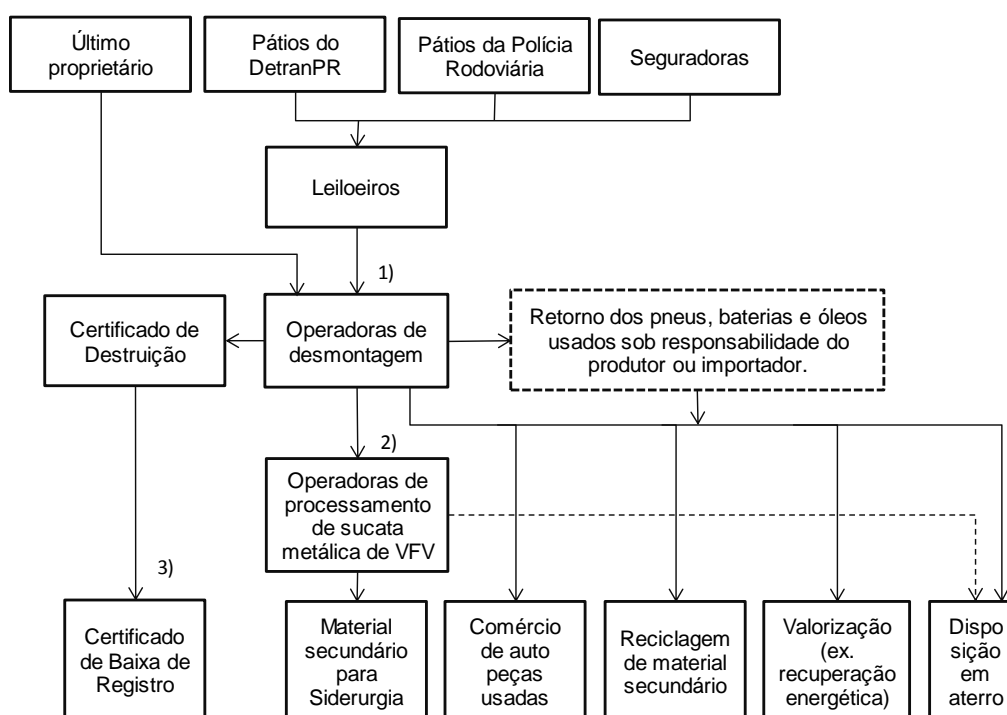 Último
proprietário
Pátios do
DetranPR
Pátios da Polícia
Rodoviária
Seguradoras
Leiloeiros
1)
Certificado de
Destruição
Operadoras de
desmontagem
Retorno dos pneus, baterias e óleos
usados sob responsabilidade do
produtor ou importador.
2)
Operadoras de
processamento
de sucata
metálica de VFV
3)
Certificado
de Baixa de
Registro
Material
secundário
para
Siderurgia
Comércio
de auto
peças
usadas
Reciclagem
de material
secundário
Valorização
(ex.
recuperação
energética)
Dispo
sição
em
aterro